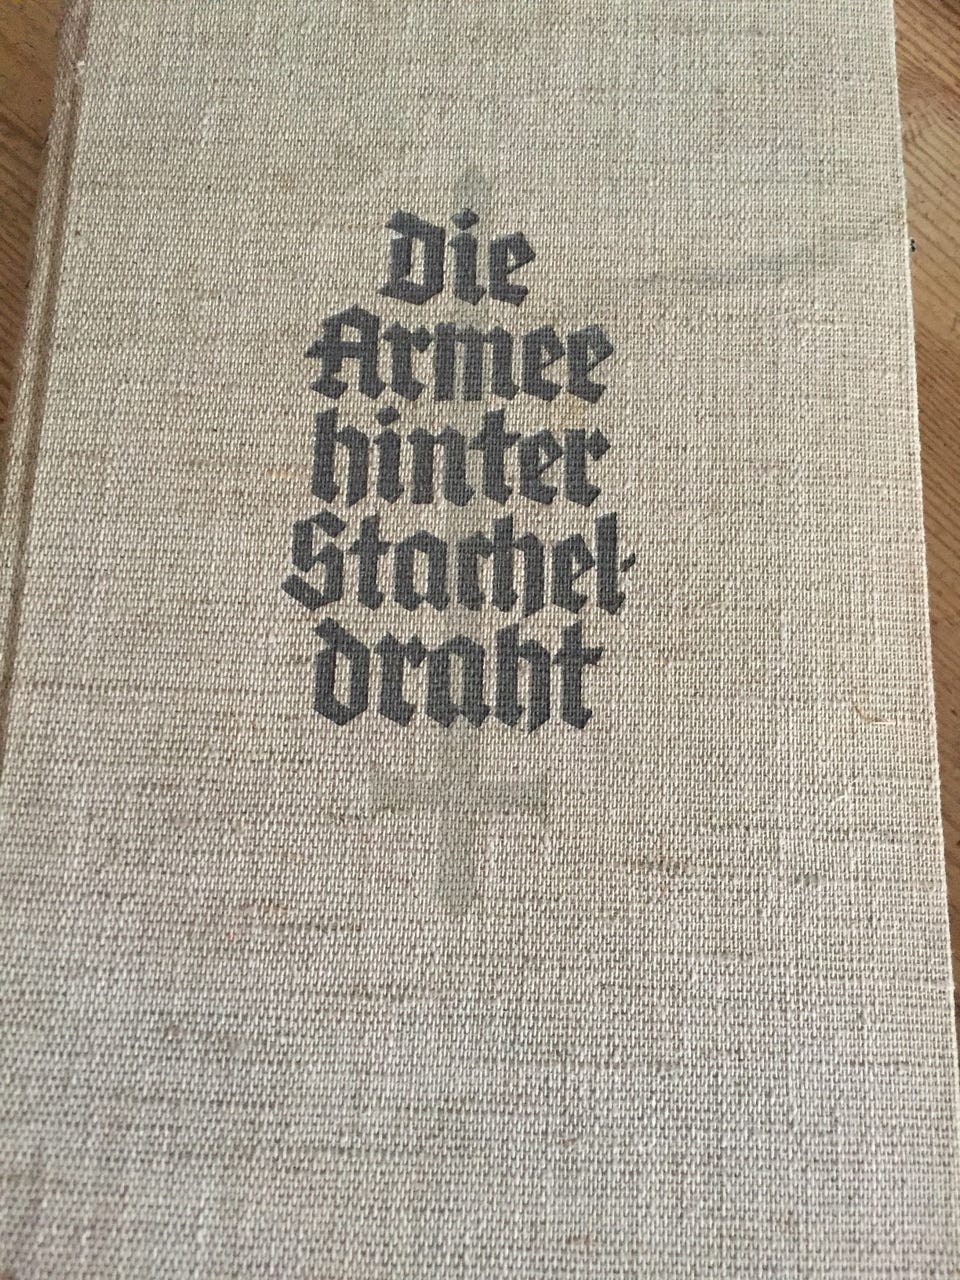 Die
Armee
hinter
Stachel-
draht